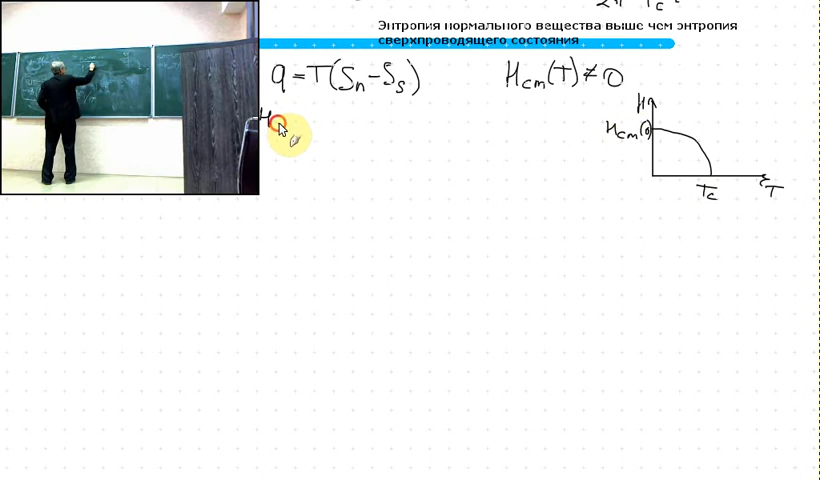 Энтропия нормального вещества выше чем энтропия
сверхпроводящего состояния
q = T(Sn - Ss)
Hcm(T) ≠ 0
H
H
Hcm(0)
Tc
T